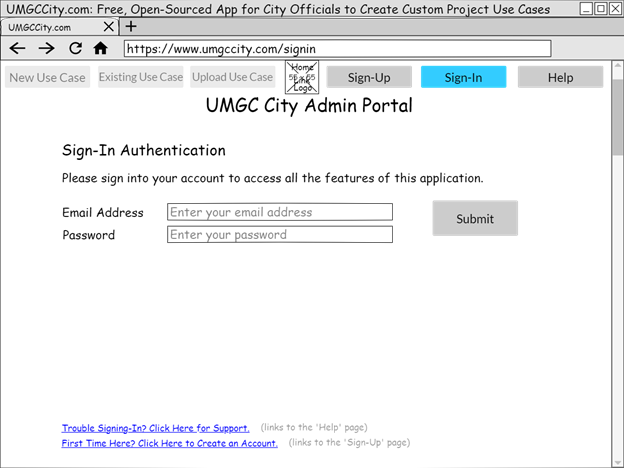 UMGCCity.com: Free, Open-Sourced App for City Officials to Create Custom Project Use Cases
UMGCCity.com
https://www.umgccity.com/signin
New Use Case Existing Use Case Upload Use Case Home Link Logo Sign-Up Sign-In Help
UMGC City Admin Portal
Sign-In Authentication
Please sign into your account to access all the features of this application.
Email Address Enter your email address Submit
Password Enter your password
Trouble Signing-In? Click Here for Support. (links to the 'Help' page)
First Time Here? Click Here to Create an Account. (links to the 'Sign-Up' page)